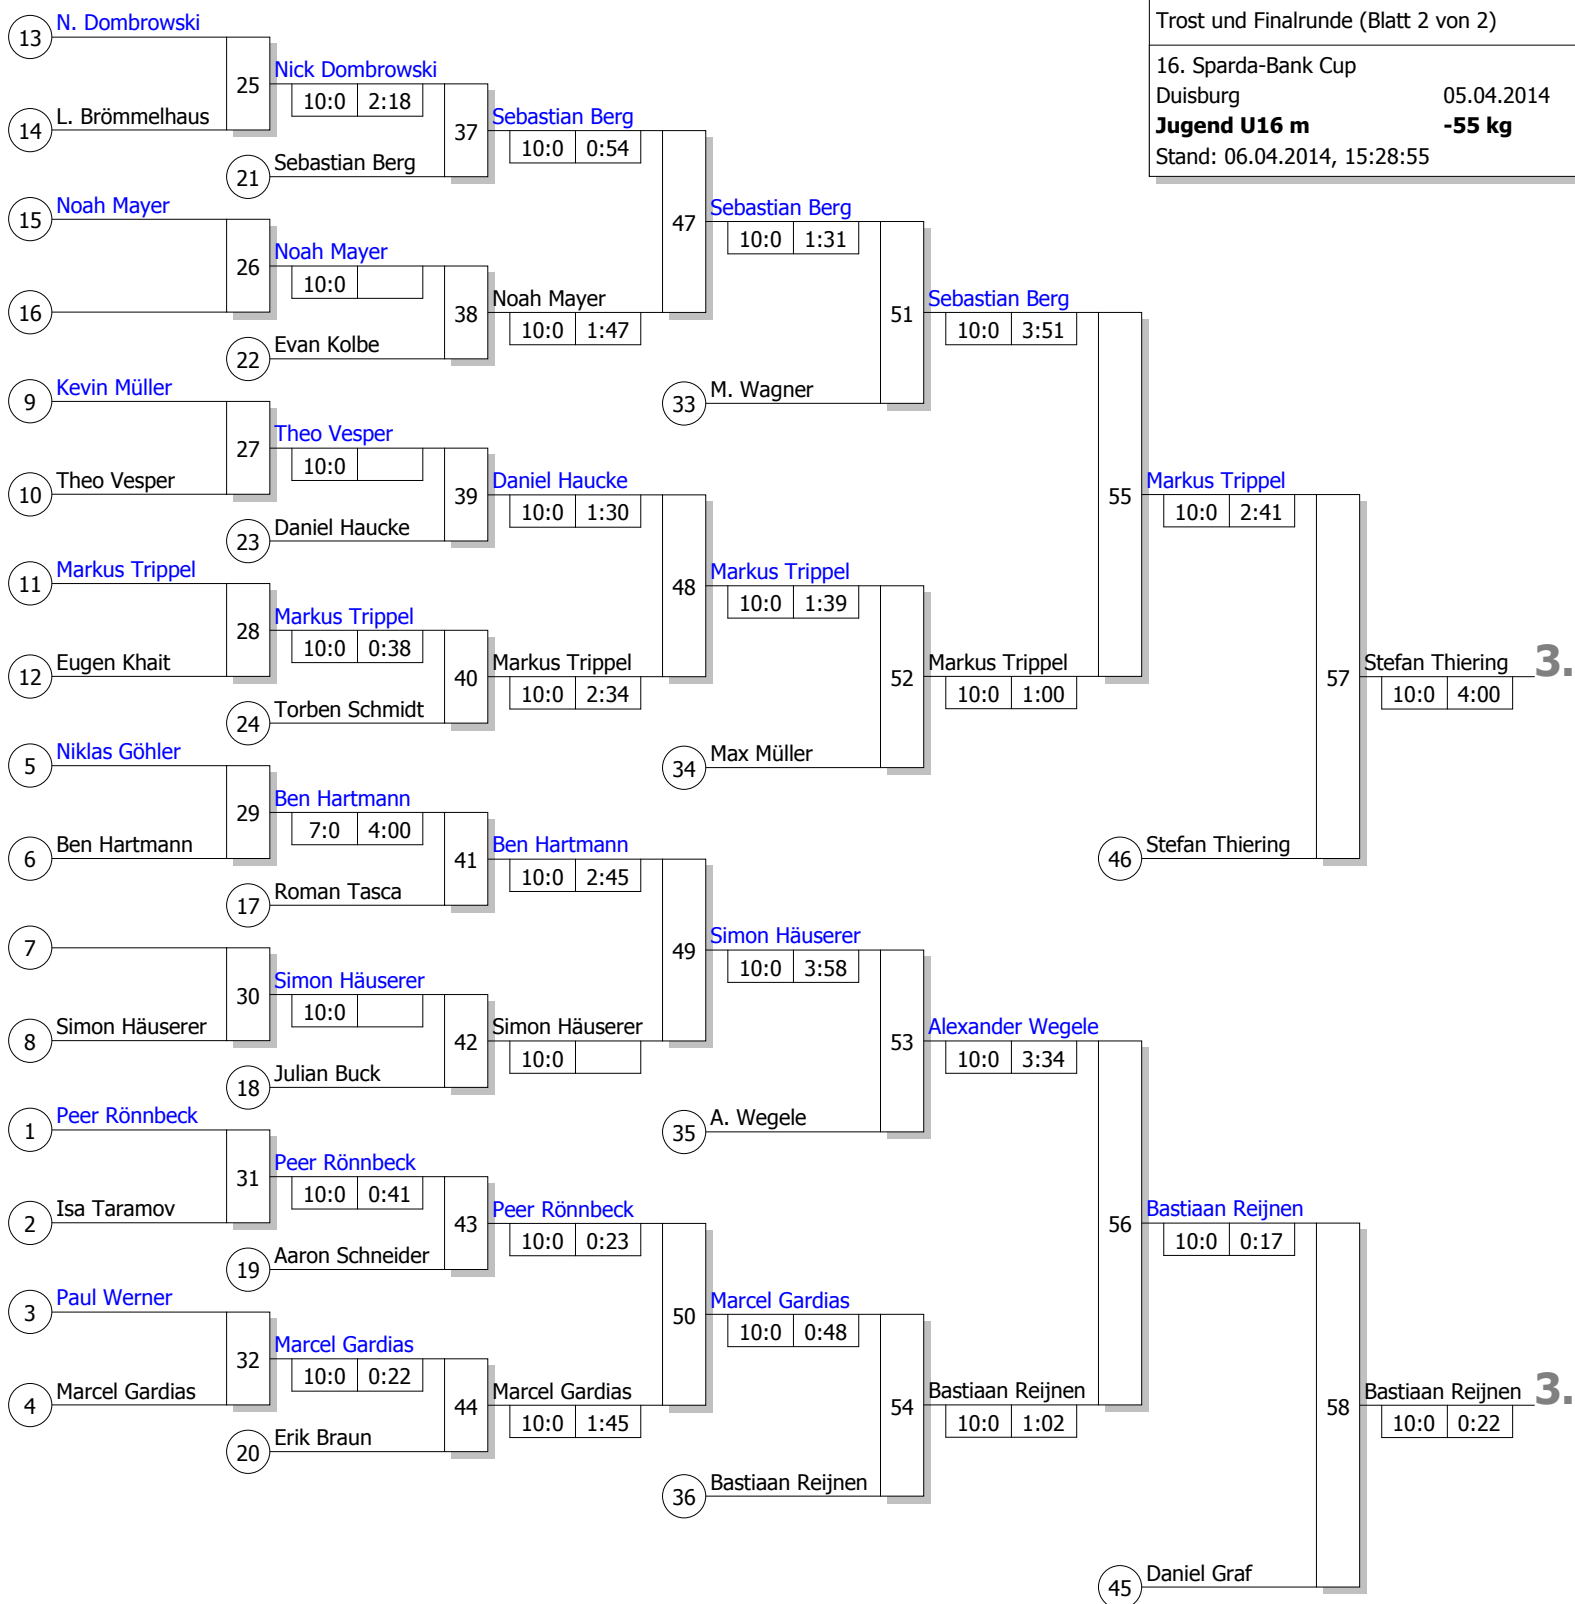 Trost und Finalrunde (Blatt 2 von 2)
16. Sparda-Bank Cup
Duisburg 05.04.2014
Jugend U16 m -55 kg
Stand: 06.04.2014, 15:28:55
13 N. Dombrowski
25
14 L. Brömmelhaus
Nick Dombrowski
10:0 2:18
37
21 Sebastian Berg
Sebastian Berg
10:0 0:54
15 Noah Mayer
26
16
Noah Mayer
10:0
38
22 Evan Kolbe
Noah Mayer
10:0 1:47
47
Sebastian Berg
10:0 1:31
51
33 M. Wagner
Sebastian Berg
10:0 3:51
9 Kevin Müller
27
10 Theo Vesper
Theo Vesper
10:0
39
23 Daniel Haucke
Daniel Haucke
10:0 1:30
11 Markus Trippel
28
12 Eugen Khait
Markus Trippel
10:0 0:38
40
24 Torben Schmidt
Markus Trippel
10:0 2:34
48
Markus Trippel
10:0 1:39
52
34 Max Müller
Markus Trippel
10:0 1:00
55
Markus Trippel
10:0 2:41
57
46 Stefan Thiering
Stefan Thiering 3.
10:0 4:00
5 Niklas Göhler
29
6 Ben Hartmann
Ben Hartmann
7:0 4:00
41
17 Roman Tasca
Ben Hartmann
10:0 2:45
7
30
8 Simon Häuserer
Simon Häuserer
10:0
42
18 Julian Buck
Simon Häuserer
10:0
49
Simon Häuserer
10:0 3:58
53
35 A. Wegele
Alexander Wegele
10:0 3:34
1 Peer Rönnbeck
31
2 Isa Taramov
Peer Rönnbeck
10:0 0:41
43
19 Aaron Schneider
Peer Rönnbeck
10:0 0:23
3 Paul Werner
32
4 Marcel Gardias
Marcel Gardias
10:0 0:22
44
20 Erik Braun
Marcel Gardias
10:0 1:45
50
Marcel Gardias
10:0 0:48
54
36 Bastiaan Reijnen
Bastiaan Reijnen
10:0 1:02
56
Bastiaan Reijnen
10:0 0:17
58
45 Daniel Graf
Bastiaan Reijnen 3.
10:0 0:22